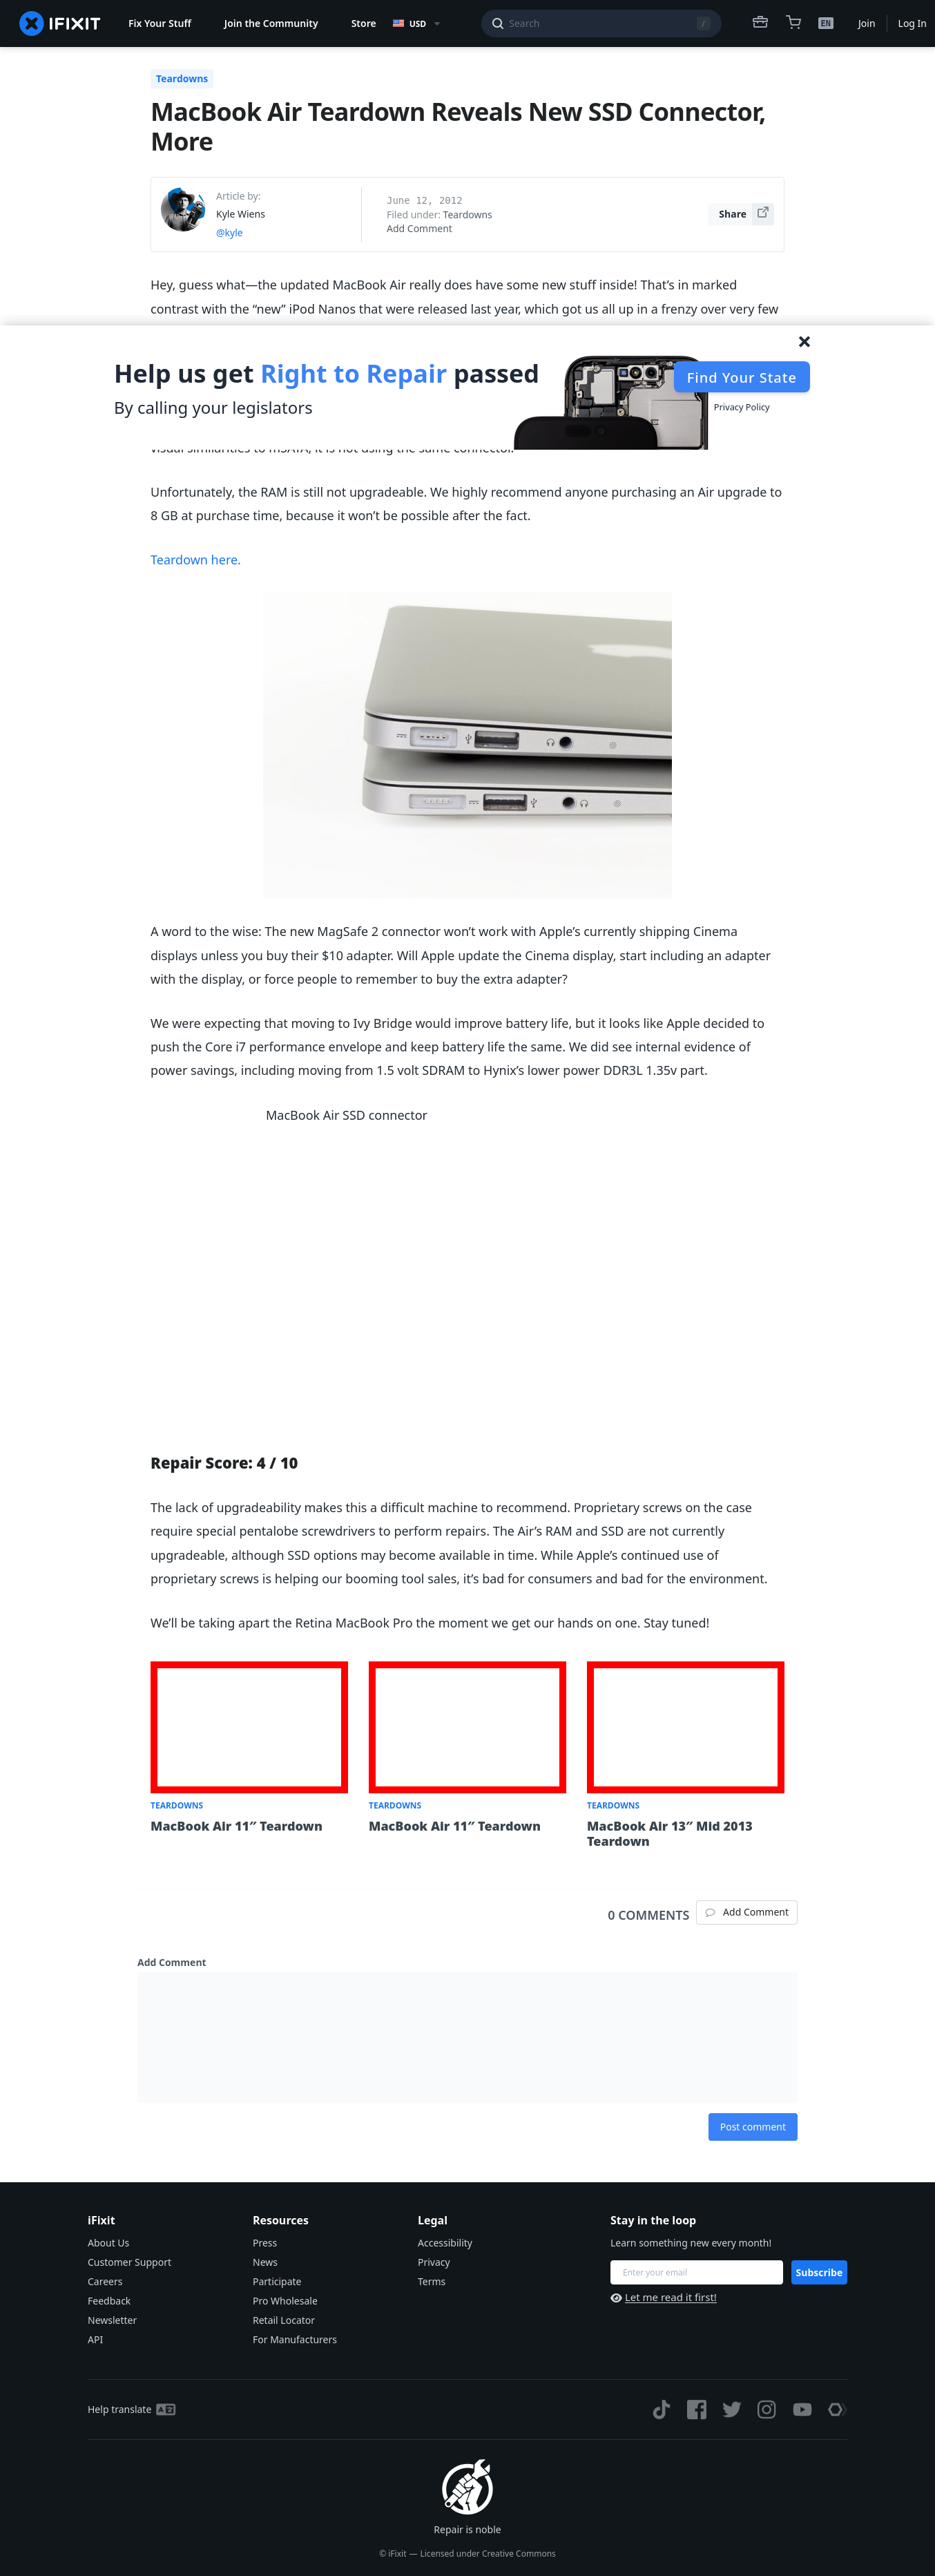 IFIXIT
Fix Your Stuff
Join the Community
Store
USD
Search
/
EN
Join
Log In
Teardowns
MacBook Air Teardown Reveals New SSD Connector,
More
Article by:
Kyle Wiens
@kyle
June 12, 2012
Filed under: Teardowns
Add Comment
Share
Hey, guess what—the updated MacBook Air really does have some new stuff inside! That’s in marked
contrast with the “new” iPod Nanos that were released last year, which got us all up in a frenzy over very few
Help us get Right to Repair passed
By calling your legislators
Find Your State
Privacy Policy
visual similarities to mSATA, it is not using the same connector.
Unfortunately, the RAM is still not upgradeable. We highly recommend anyone purchasing an Air upgrade to
8 GB at purchase time, because it won’t be possible after the fact.
Teardown here.
A word to the wise: The new MagSafe 2 connector won’t work with Apple’s currently shipping Cinema
displays unless you buy their $10 adapter. Will Apple update the Cinema display, start including an adapter
with the display, or force people to remember to buy the extra adapter?
We were expecting that moving to Ivy Bridge would improve battery life, but it looks like Apple decided to
push the Core i7 performance envelope and keep battery life the same. We did see internal evidence of
power savings, including moving from 1.5 volt SDRAM to Hynix’s lower power DDR3L 1.35v part.
MacBook Air SSD connector
Repair Score: 4 / 10
The lack of upgradeability makes this a difficult machine to recommend. Proprietary screws on the case
require special pentalobe screwdrivers to perform repairs. The Air’s RAM and SSD are not currently
upgradeable, although SSD options may become available in time. While Apple’s continued use of
proprietary screws is helping our booming tool sales, it’s bad for consumers and bad for the environment.
We’ll be taking apart the Retina MacBook Pro the moment we get our hands on one. Stay tuned!
TEARDOWNS
MacBook Air 11″ Teardown
TEARDOWNS
MacBook Air 11″ Teardown
TEARDOWNS
MacBook Air 13″ Mid 2013
Teardown
0 COMMENTS
Add Comment
Add Comment
Post comment
iFixit
About Us
Customer Support
Careers
Feedback
Newsletter
API
Resources
Press
News
Participate
Pro Wholesale
Retail Locator
For Manufacturers
Legal
Accessibility
Privacy
Terms
Stay in the loop
Learn something new every month!
Enter your email
Subscribe
Let me read it first!
Help translate
Repair is noble
© iFixit — Licensed under Creative Commons